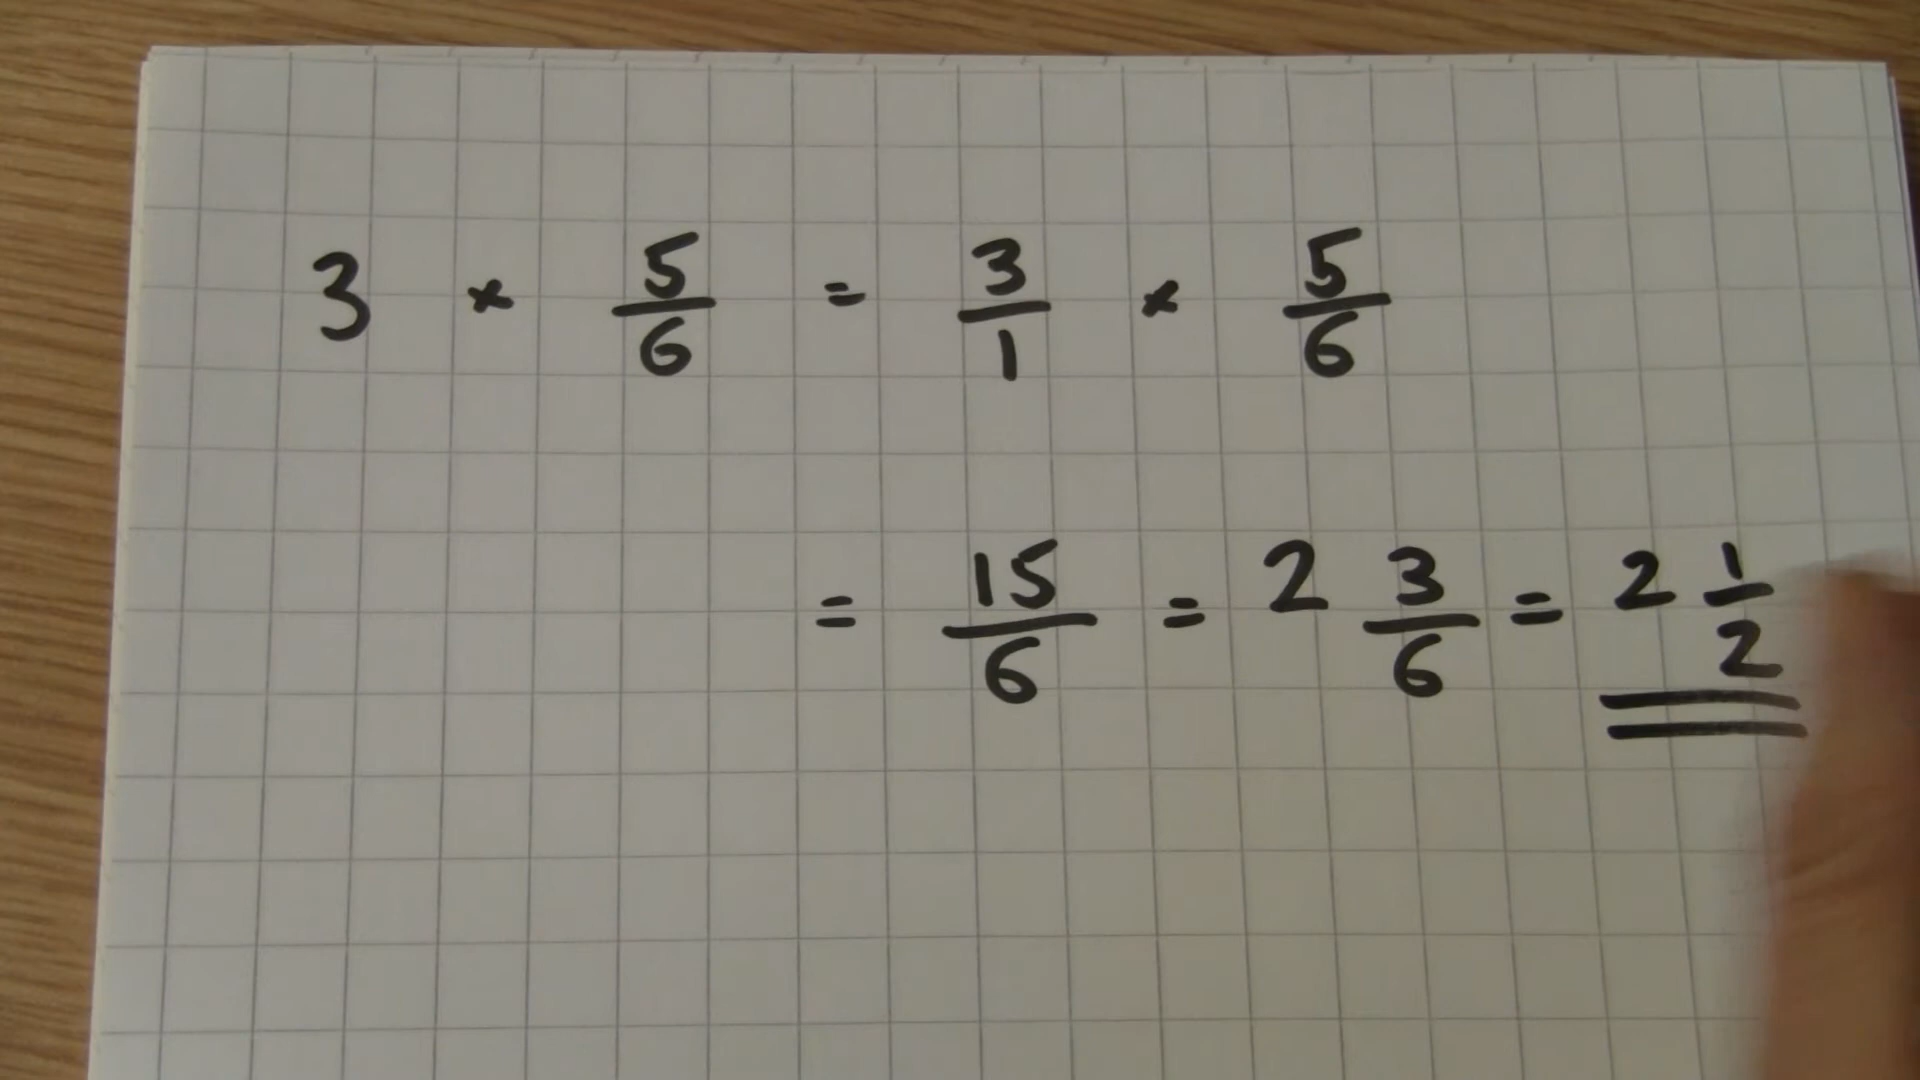 3 × 5/6 = 3/1 × 5/6
= 15/6 = 2 3/6 = 2 1/2